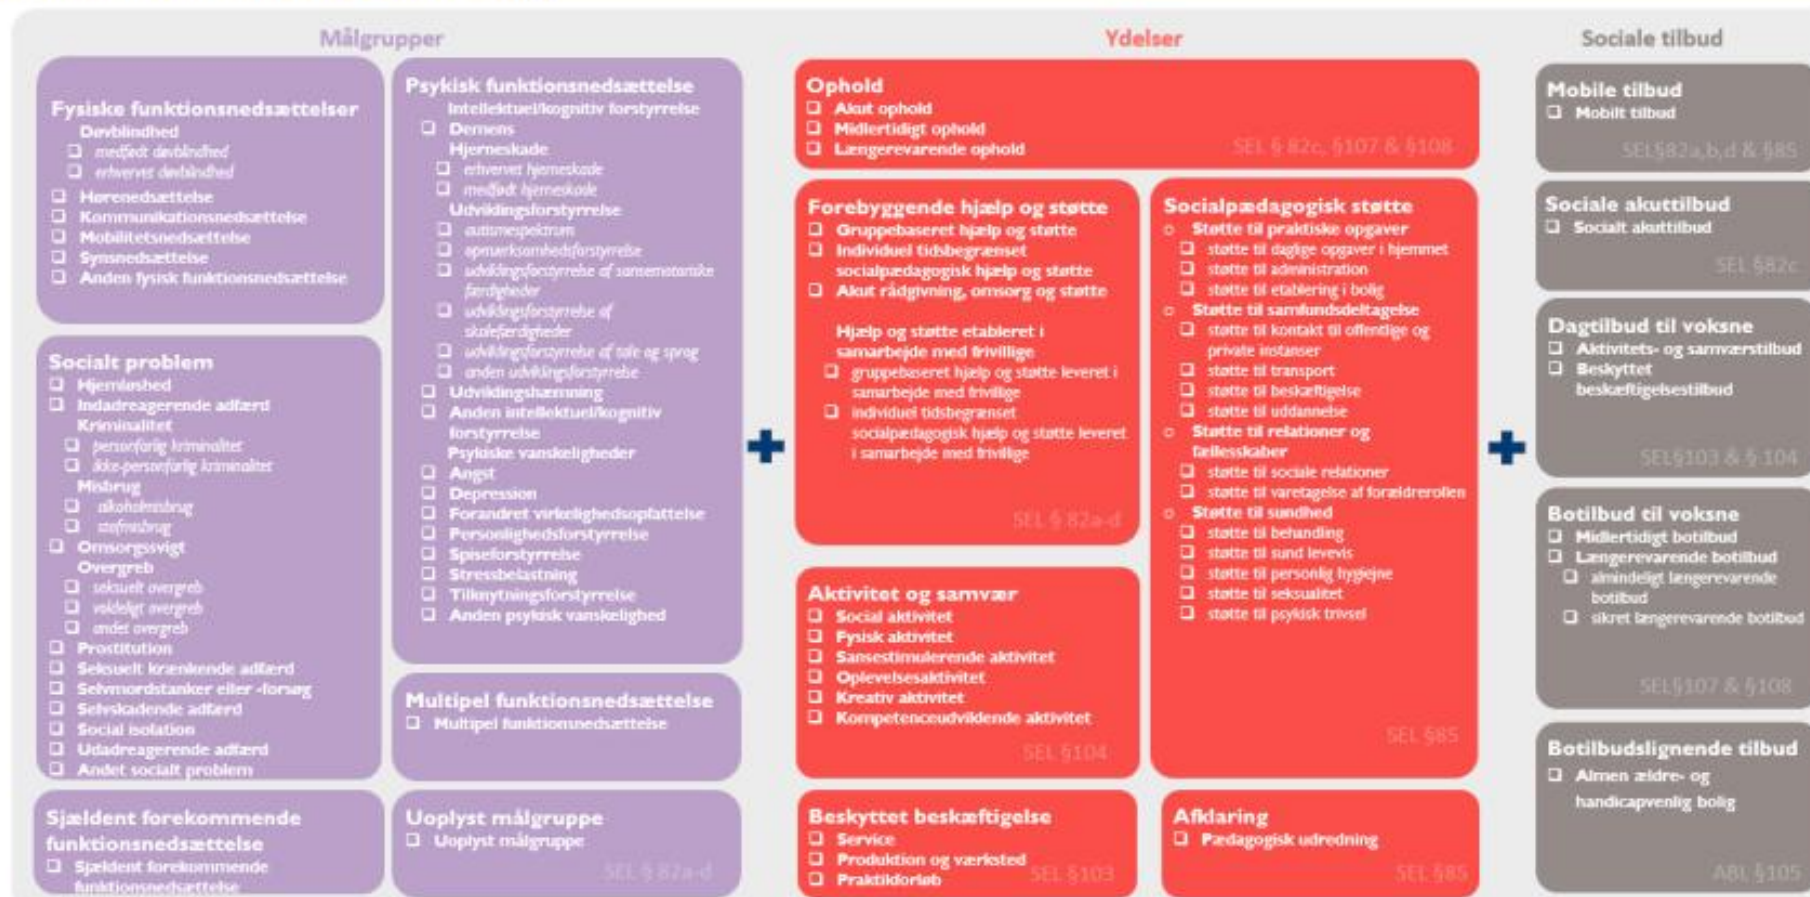 Målgrupper
Fysiske funktionsnedsættelser
Døvblindhed
medfødt døvblindhed
erhvervet døvblindhed
Hørenedsættelse
Kommunikationsnedsættelse
Mobilitetsnedsættelse
Synsnedsættelse
Anden fysisk funktionsnedsættelse
Socialt problem
Hjemløshed
Indadreagerende adfærd
Kriminalitet
personfarlig kriminalitet
ikke-personfarlig kriminalitet
Misbrug
alkoholmisbrug
stofmisbrug
Omsorgssvigt
Overgreb
seksuelt overgreb
voldeligt overgreb
andet overgreb
Prostitution
Seksuelt krænkende adfærd
Selvmordstanker eller -forsøg
Selvskadende adfærd
Social isolation
Udadreagerende adfærd
Andet socialt problem
Sjældent forekommende
funktionsnedsættelse
Sjældent forekommende
funktionsnedsættelse
Psykisk funktionsnedsættelse
Intellektuel/kognitiv forstyrrelse
Demens
Hjerneskade
erhvervet hjerneskade
medfødt hjerneskade
Udviklingsforstyrrelse
autismespektrum
opmærksomhedsforstyrrelse
udviklingsforstyrrelse af sansemotoriske
færdigheder
udviklingsforstyrrelse af
skolefærdigheder
udviklingsforstyrrelse af tale og sprog
anden udviklingsforstyrrelse
Udviklingshæmning
Anden intellektuel/kognitiv
forstyrrelse
Psykiske vanskeligheder
Angst
Depression
Forandret virkelighedsopfattelse
Personlighedsforstyrrelse
Spiseforstyrrelse
Stressbelastning
Tilknytningsforstyrrelse
Anden psykisk vanskelighed
Multipel funktionsnedsættelse
Multipel funktionsnedsættelse
Uoplyst målgruppe
Uoplyst målgruppe
SEL § 82a-d
Ydelser
Ophold
Akut ophold
Midlertidigt ophold
Længerevarende ophold
SEL § 82c, §107 & §108
Forebyggende hjælp og støtte
Gruppebaseret hjælp og støtte
Individuel tidsbegrænset
socialpædagogisk hjælp og støtte
Akut rådgivning, omsorg og støtte
Hjælp og støtte etableret i
samarbejde med frivillige
gruppebaseret hjælp og støtte leveret i
samarbejde med frivillige
individuel tidsbegrænset
socialpædagogisk hjælp og støtte leveret
i samarbejde med frivillige
SEL § 82a-d
Aktivitet og samvær
Social aktivitet
Fysisk aktivitet
Sansestimulerende aktivitet
Oplevelsesaktivitet
Kreativ aktivitet
Kompetenceudvildende aktivitet
SEL §104
Beskyttet beskæftigelse
Service
Produktion og værksted
Praktikforløb
SEL §103
Socialpædagogisk støtte
Støtte til praktiske opgaver
støtte til daglige opgaver i hjemmet
støtte til administration
støtte til etablering i bolig
Støtte til samfundsdeltagelse
støtte til kontakt til offentlige og
private instanser
støtte til transport
støtte til beskæftigelse
støtte til uddannelse
Støtte til relationer og
fællesskaber
støtte til sociale relationer
støtte til varetagelse af forældrerollen
Støtte til sundhed
støtte til behandling
støtte til sund levevis
støtte til personlig hygiejne
støtte til seksualitet
støtte til psykisk trivsel
SEL §85
Afklaring
Pædagogisk udredning
SEL §85
Sociale tilbud
Mobile tilbud
Mobilt tilbud
SEL§82a,b,d & §85
Sociale akuttilbud
Socialt akuttilbud
SEL §82c
Dagtilbud til voksne
Aktivitets- og samværstilbud
Beskyttet
beskæftigelsestilbud
SEL§103 & § 104
Botilbud til voksne
Midlertidigt botilbud
Længerevarende botilbud
almindeligt længerevarende
botilbud
sikret længerevarende botilbud
SEL§107 & §108
Botilbudslignende tilbud
Almen ældre- og
handicapvenlig bolig
ABL §105